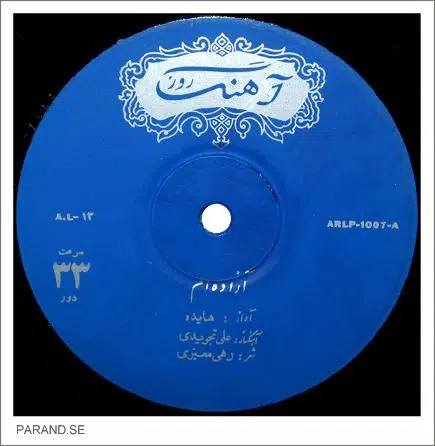 آهنگ روز
A.L-۱۳
ARLP-1007-A
سرعت
۳۳
دور
آزاده‌ام
آواز : هایده
آهنگساز : علی تجویدی
شعر : رهی معیری
PARAND.SE